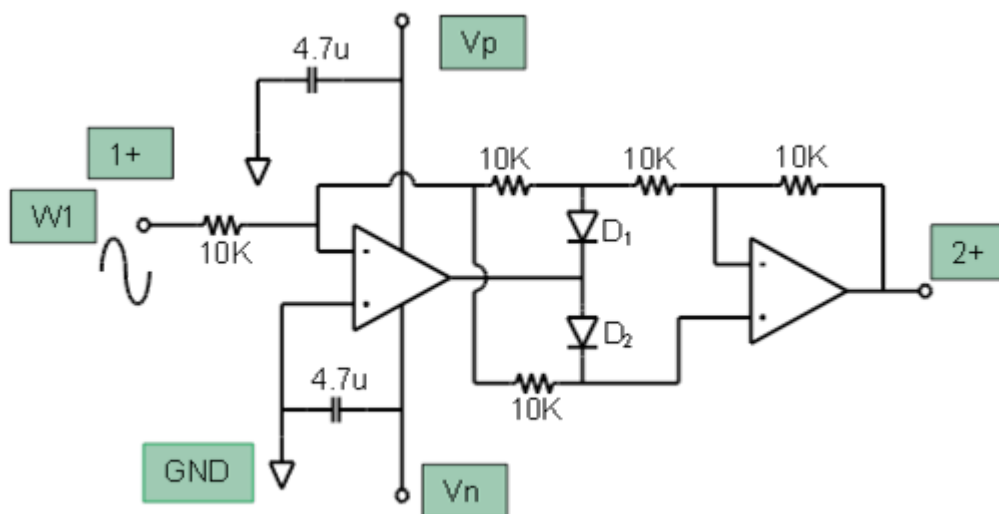 Vp
4.7u
1+
10K
10K
10K
W1
10K
D₁
2+
-
+
-
+
D₂
4.7u
10K
GND
Vn